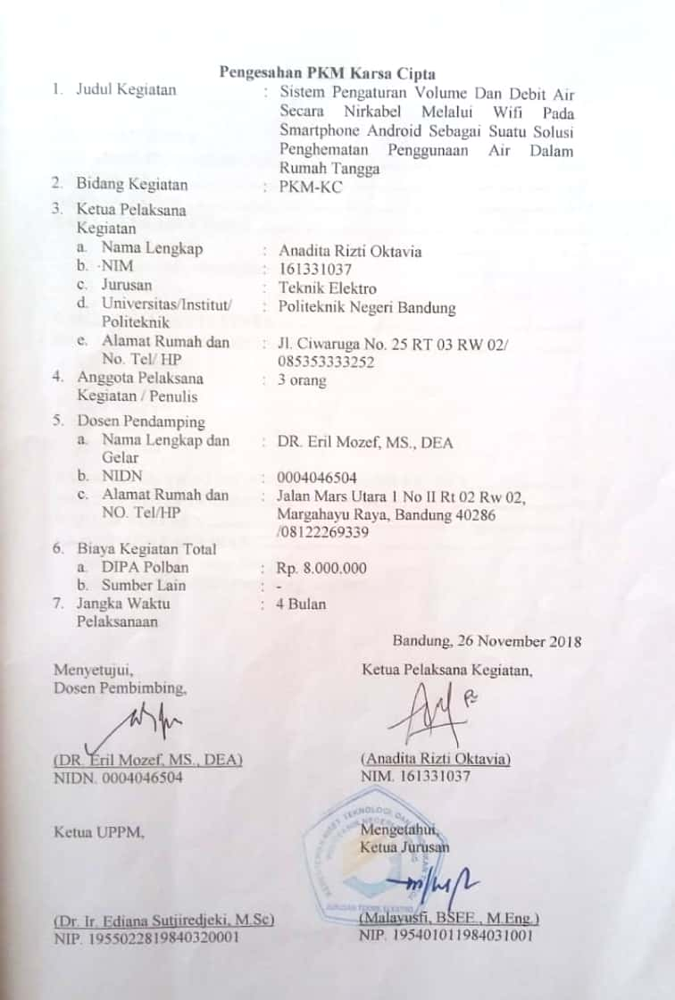 Pengesahan PKM Karsa Cipta
1. Judul Kegiatan : Sistem Pengaturan Volume Dan Debit Air
Secara Nirkabel Melalui Wifi Pada
Smartphone Android Sebagai Suatu Solusi
Penghematan Penggunaan Air Dalam
Rumah Tangga
2. Bidang Kegiatan : PKM-KC
3. Ketua Pelaksana
Kegiatan
a. Nama Lengkap : Anadita Rizti Oktavia
b. NIM : 161331037
c. Jurusan : Teknik Elektro
d. Universitas/Institut/ : Politeknik Negeri Bandung
Politeknik
e. Alamat Rumah dan : Jl. Ciwaruga No. 25 RT 03 RW 02/
No. Tel/ HP 085353333252
4. Anggota Pelaksana : 3 orang
Kegiatan / Penulis
5. Dosen Pendamping
a. Nama Lengkap dan : DR. Eril Mozef, MS., DEA
Gelar
b. NIDN : 0004046504
c. Alamat Rumah dan : Jalan Mars Utara 1 No II Rt 02 Rw 02,
NO. Tel/HP Margahayu Raya, Bandung 40286
/08122269339
6. Biaya Kegiatan Total
a. DIPA Polban : Rp. 8.000.000
b. Sumber Lain : -
7. Jangka Waktu : 4 Bulan
Pelaksanaan
Bandung, 26 November 2018
Menyetujui, Ketua Pelaksana Kegiatan,
Dosen Pembimbing,
(DR. Eril Mozef, MS., DEA) (Anadita Rizti Oktavia)
NIDN. 0004046504 NIM. 161331037
Ketua UPPM, Mengetahui,
Ketua Jurusan
JURUSAN TEKNIK ELEKTRO
(Dr. Ir. Ediana Sutjiredjeki, M.Sc) (Malayusfi, BSEE., M.Eng.)
NIP. 1955022819840320001 NIP. 195401011984031001